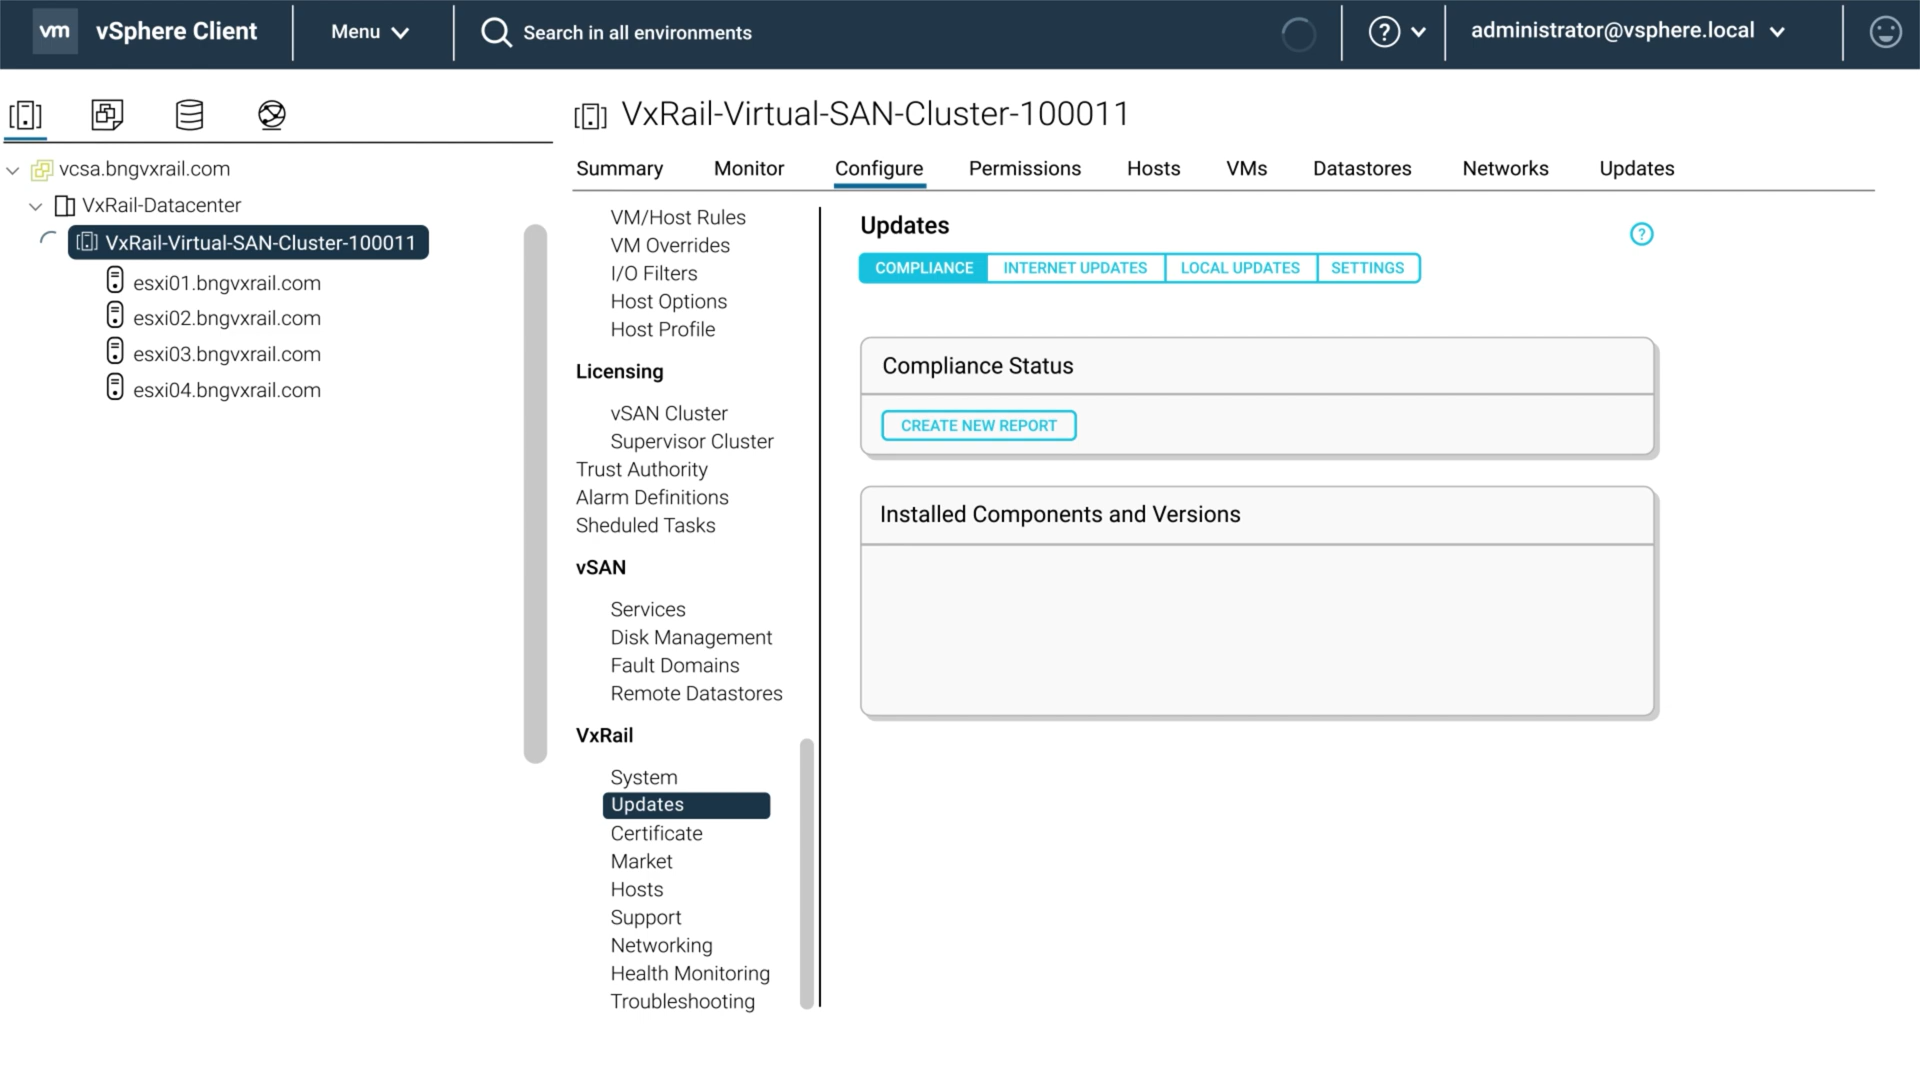 vm vSphere Client Menu Search in all environments ? administrator@vsphere.local
VxRail-Virtual-SAN-Cluster-100011
Summary Monitor Configure Permissions Hosts VMs Datastores Networks Updates
vcsa.bngvxrail.com
VxRail-Datacenter
VxRail-Virtual-SAN-Cluster-100011
esxi01.bngvxrail.com
esxi02.bngvxrail.com
esxi03.bngvxrail.com
esxi04.bngvxrail.com
VM/Host Rules
VM Overrides
I/O Filters
Host Options
Host Profile
Licensing
vSAN Cluster
Supervisor Cluster
Trust Authority
Alarm Definitions
Sheduled Tasks
vSAN
Services
Disk Management
Fault Domains
Remote Datastores
VxRail
System
Updates
Certificate
Market
Hosts
Support
Networking
Health Monitoring
Troubleshooting
Updates ?
COMPLIANCE INTERNET UPDATES LOCAL UPDATES SETTINGS
Compliance Status
CREATE NEW REPORT
Installed Components and Versions